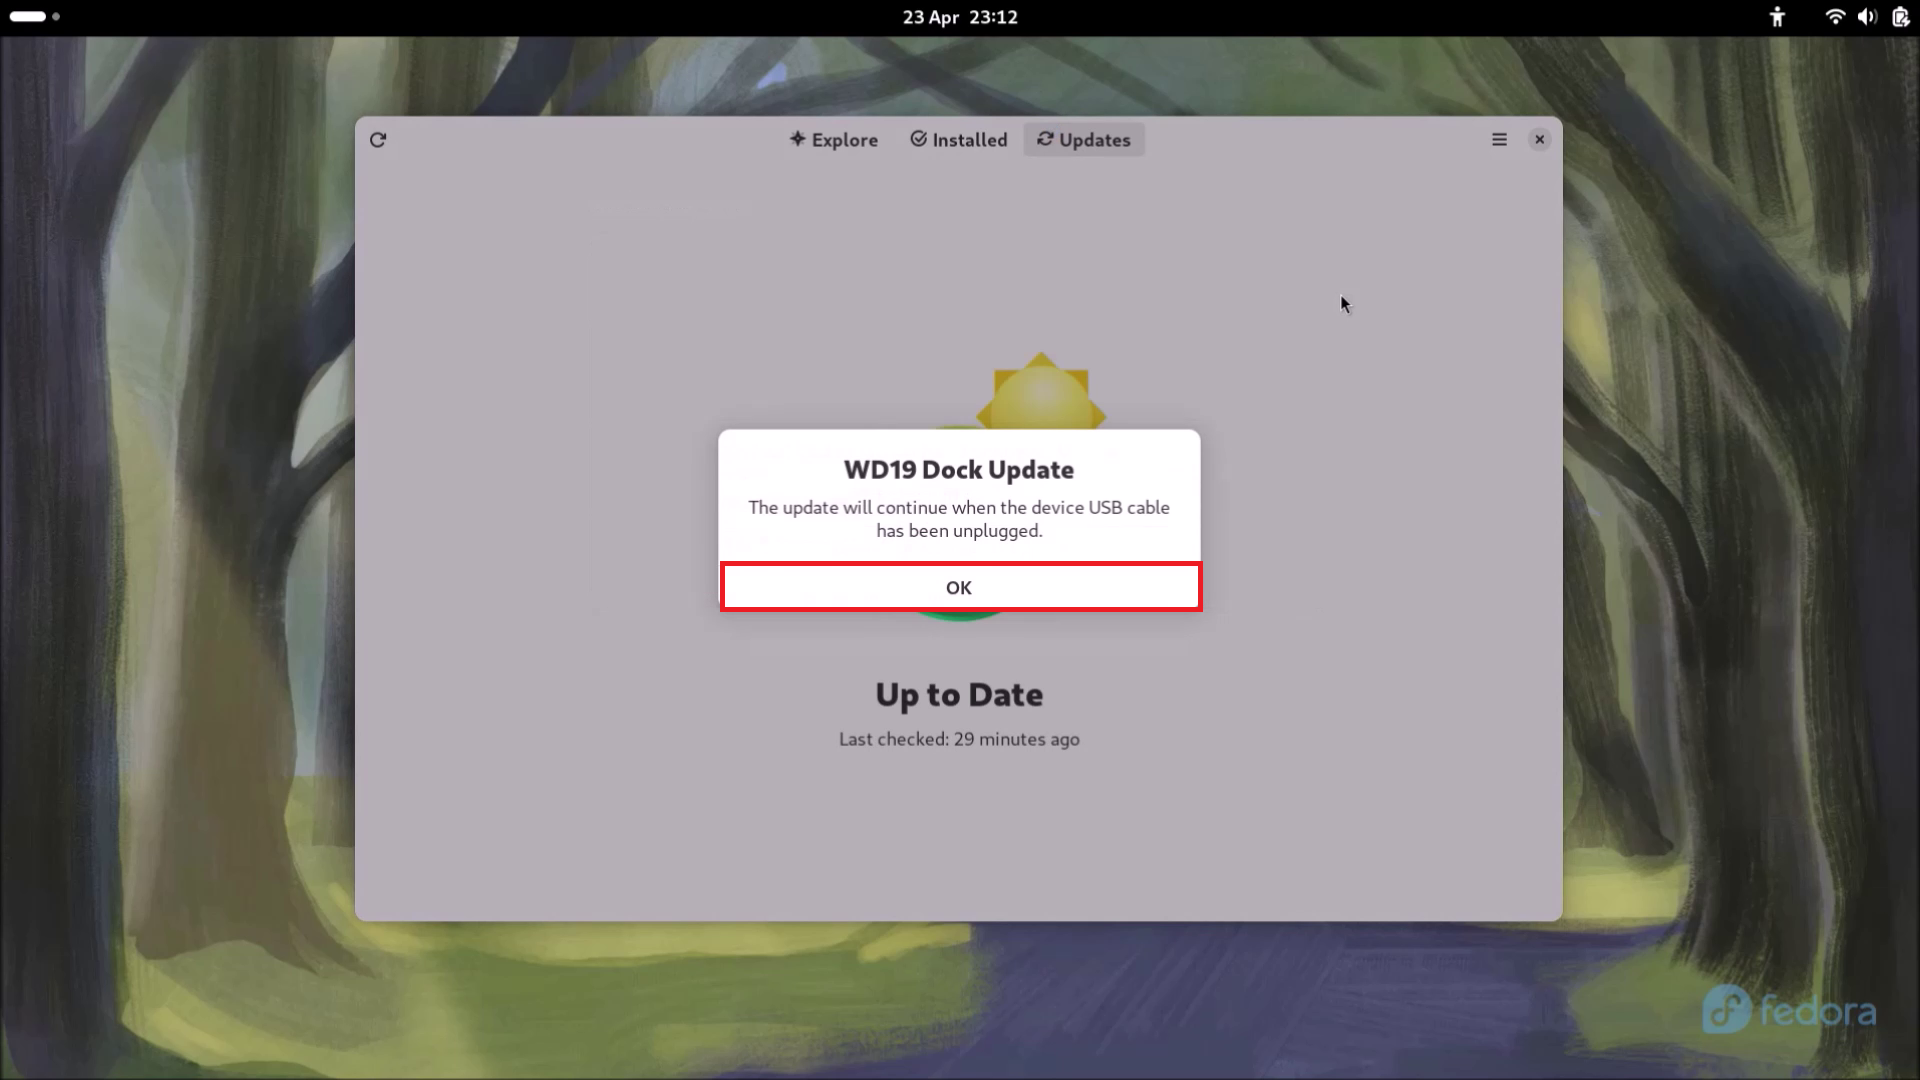 23 Apr 23:12
Explore
Installed
Updates
WD19 Dock Update
The update will continue when the device USB cable
has been unplugged.
OK
Up to Date
Last checked: 29 minutes ago
fedora